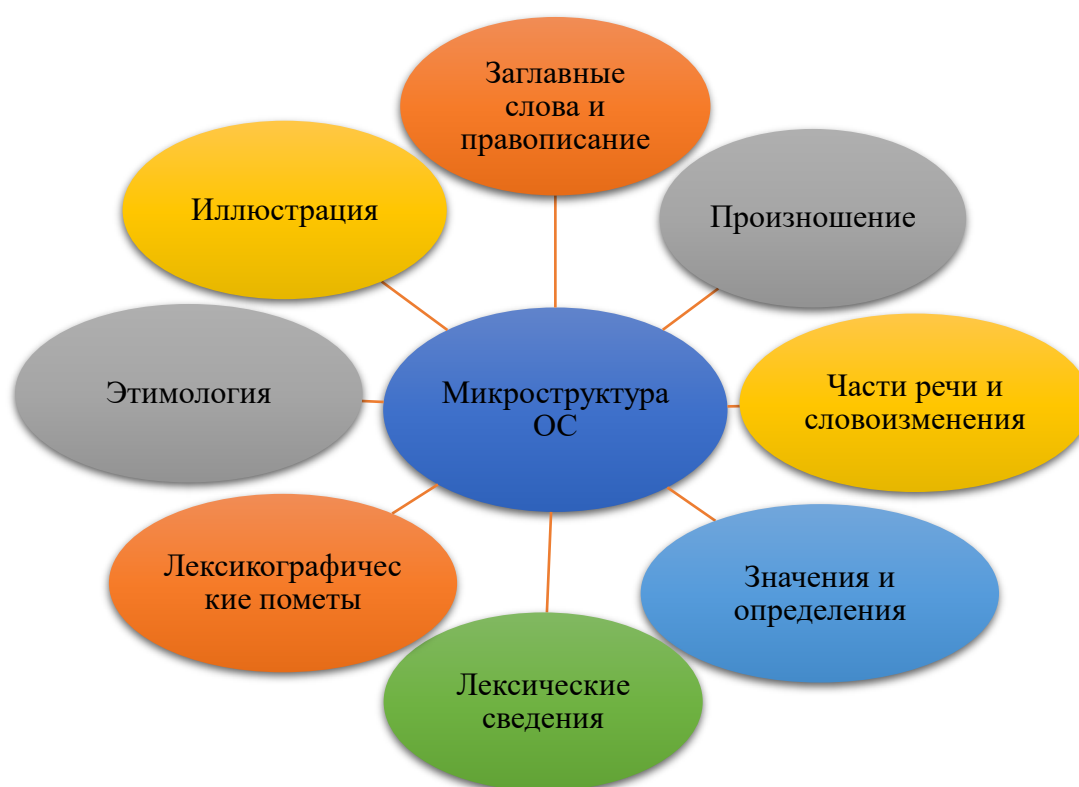 Заглавные
слова и
правописание
Иллюстрация
Произношение
Этимология
Микроструктура
ОС
Части речи и
словоизменения
Лексикографичес
кие пометы
Значения и
определения
Лексические
сведения